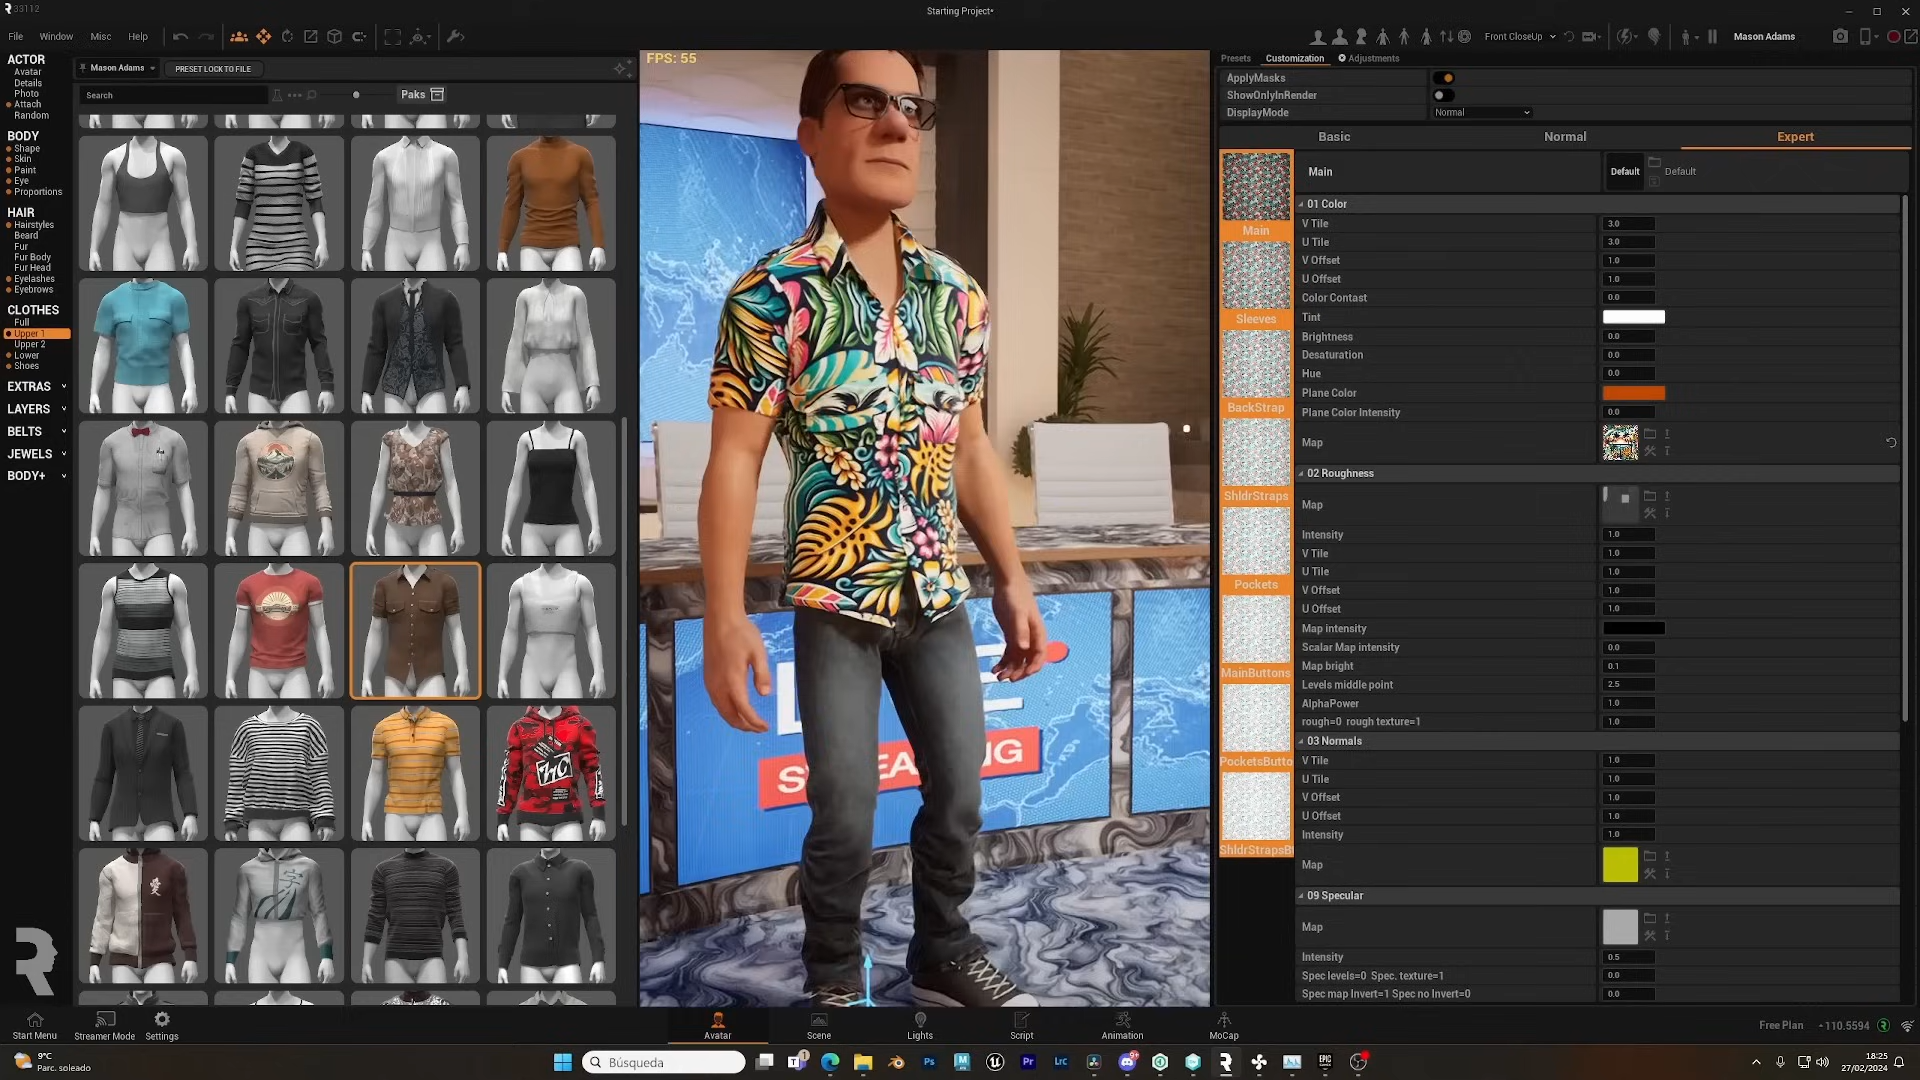 33112
Starting Project*
File Window Misc Help
Front CloseUp
Mason Adams
ACTOR
Avatar
Details
Photo
Attach
Random
BODY
Shape
Skin
Paint
Eye
Proportions
HAIR
Hairstyles
Beard
Fur
Fur Body
Fur Head
Eyelashes
Eyebrows
CLOTHES
Full
Upper 1
Upper 2
Lower
Shoes
EXTRAS
LAYERS
BELTS
JEWELS
BODY+
Mason Adams
PRESET LOCK TO FILE
Search
Paks
FPS: 55
Presets Customization Adjustments
ApplyMasks
ShowOnlyInRender
DisplayMode Normal
Basic Normal Expert
Main
Sleeves
BackStrap
ShldrStraps
Pockets
MainButtons
PocketsButto
ShldrStrapsB
Main Default Default
01 Color
V Tile 3.0
U Tile 3.0
V Offset 1.0
U Offset 1.0
Color Contast 0.0
Tint
Brightness 0.0
Desaturation 0.0
Hue 0.0
Plane Color
Plane Color Intensity 0.0
Map
02 Roughness
Map
Intensity 1.0
V Tile 1.0
U Tile 1.0
V Offset 1.0
U Offset 1.0
Map intensity
Scalar Map intensity 0.0
Map bright 0.1
Levels middle point 2.5
AlphaPower 1.0
rough=0 rough texture=1 1.0
03 Normals
V Tile 1.0
U Tile 1.0
V Offset 1.0
U Offset 1.0
Intensity 1.0
Map
09 Specular
Map
Intensity 0.5
Spec levels=0 Spec. texture=1 0.0
Spec map Invert=1 Spec no Invert=0 0.0
Start Menu
Streamer Mode
Settings
Avatar
Scene
Lights
Script
Animation
MoCap
Free Plan
110.5594
9°C
Parc. soleado
Búsqueda
Ps
Pr
Lrc
EPIC
18:25
27/02/2024